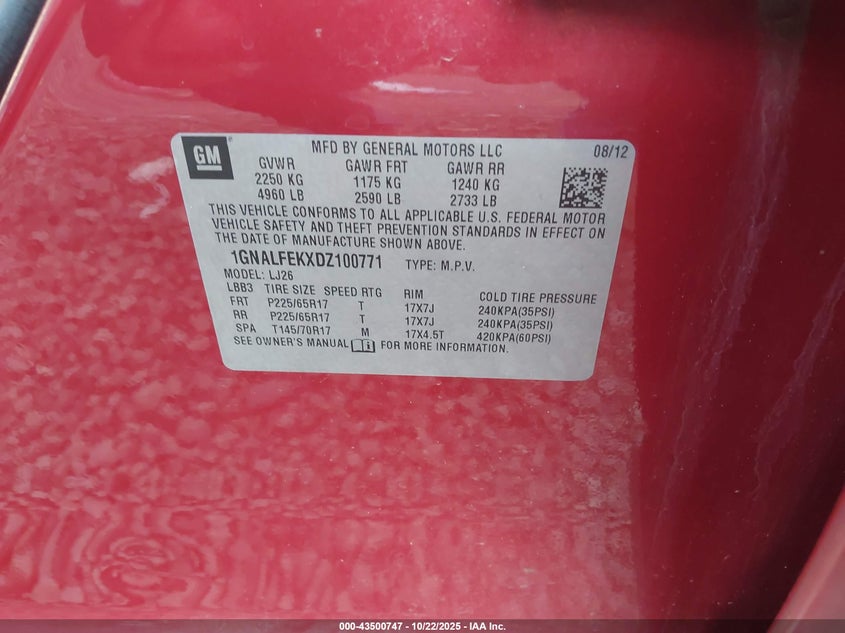 GM
MFD BY GENERAL MOTORS LLC 08/12
GVWR GAWR FRT GAWR RR
2250 KG 1175 KG 1240 KG
4960 LB 2590 LB 2733 LB
THIS VEHICLE CONFORMS TO ALL APPLICABLE U.S. FEDERAL MOTOR
VEHICLE SAFETY AND THEFT PREVENTION STANDARDS IN EFFECT ON
THE DATE OF MANUFACTURE SHOWN ABOVE.
1GNALFEKXDZ100771 TYPE: M.P.V.
MODEL: LJ26
LBB3 TIRE SIZE SPEED RTG RIM COLD TIRE PRESSURE
FRT P225/65R17 T 17X7J 240KPA(35PSI)
RR P225/65R17 T 17X7J 240KPA(35PSI)
SPA T145/70R17 M 17X4.5T 420KPA(60PSI)
SEE OWNER'S MANUAL FOR MORE INFORMATION.
000-43500747 - 10/22/2025 - IAA Inc.